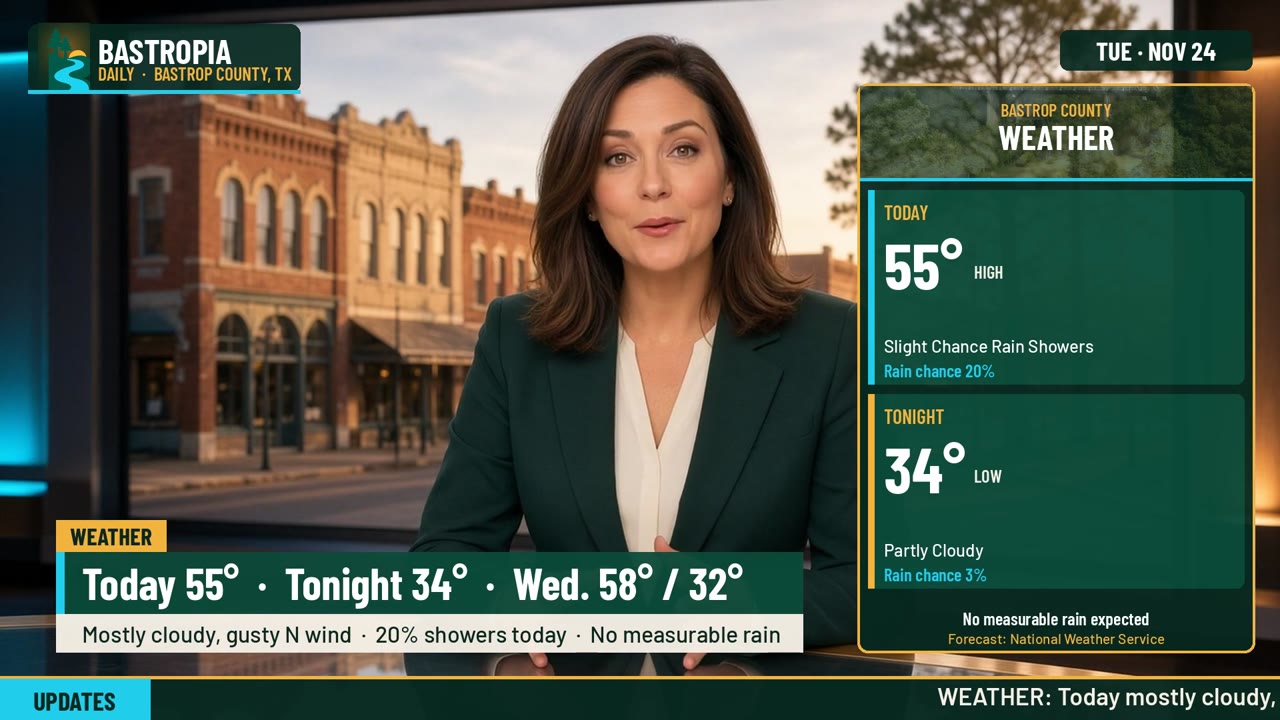 BASTROPIA
DAILY · BASTROP COUNTY, TX
TUE · NOV 24
BASTROP COUNTY
WEATHER
TODAY
55° HIGH
Slight Chance Rain Showers
Rain chance 20%
TONIGHT
34° LOW
Partly Cloudy
Rain chance 3%
No measurable rain expected
Forecast: National Weather Service
WEATHER
Today 55° · Tonight 34° · Wed. 58° / 32°
Mostly cloudy, gusty N wind · 20% showers today · No measurable rain
UPDATES
WEATHER: Today mostly cloudy,